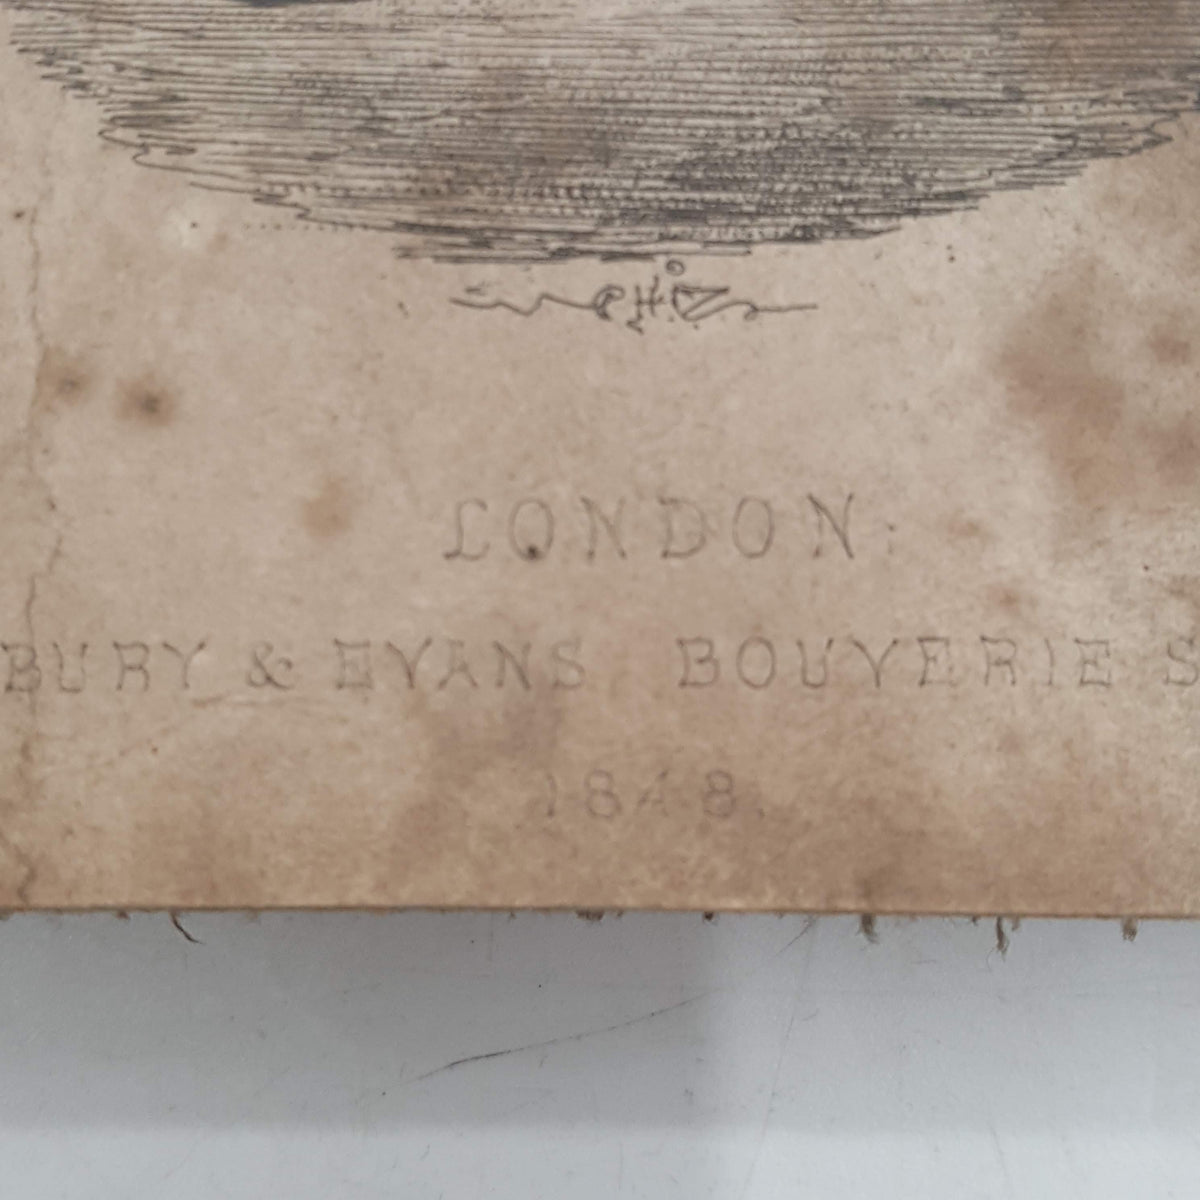 LONDON:
BURY & EVANS BOUVERIE S
1848.